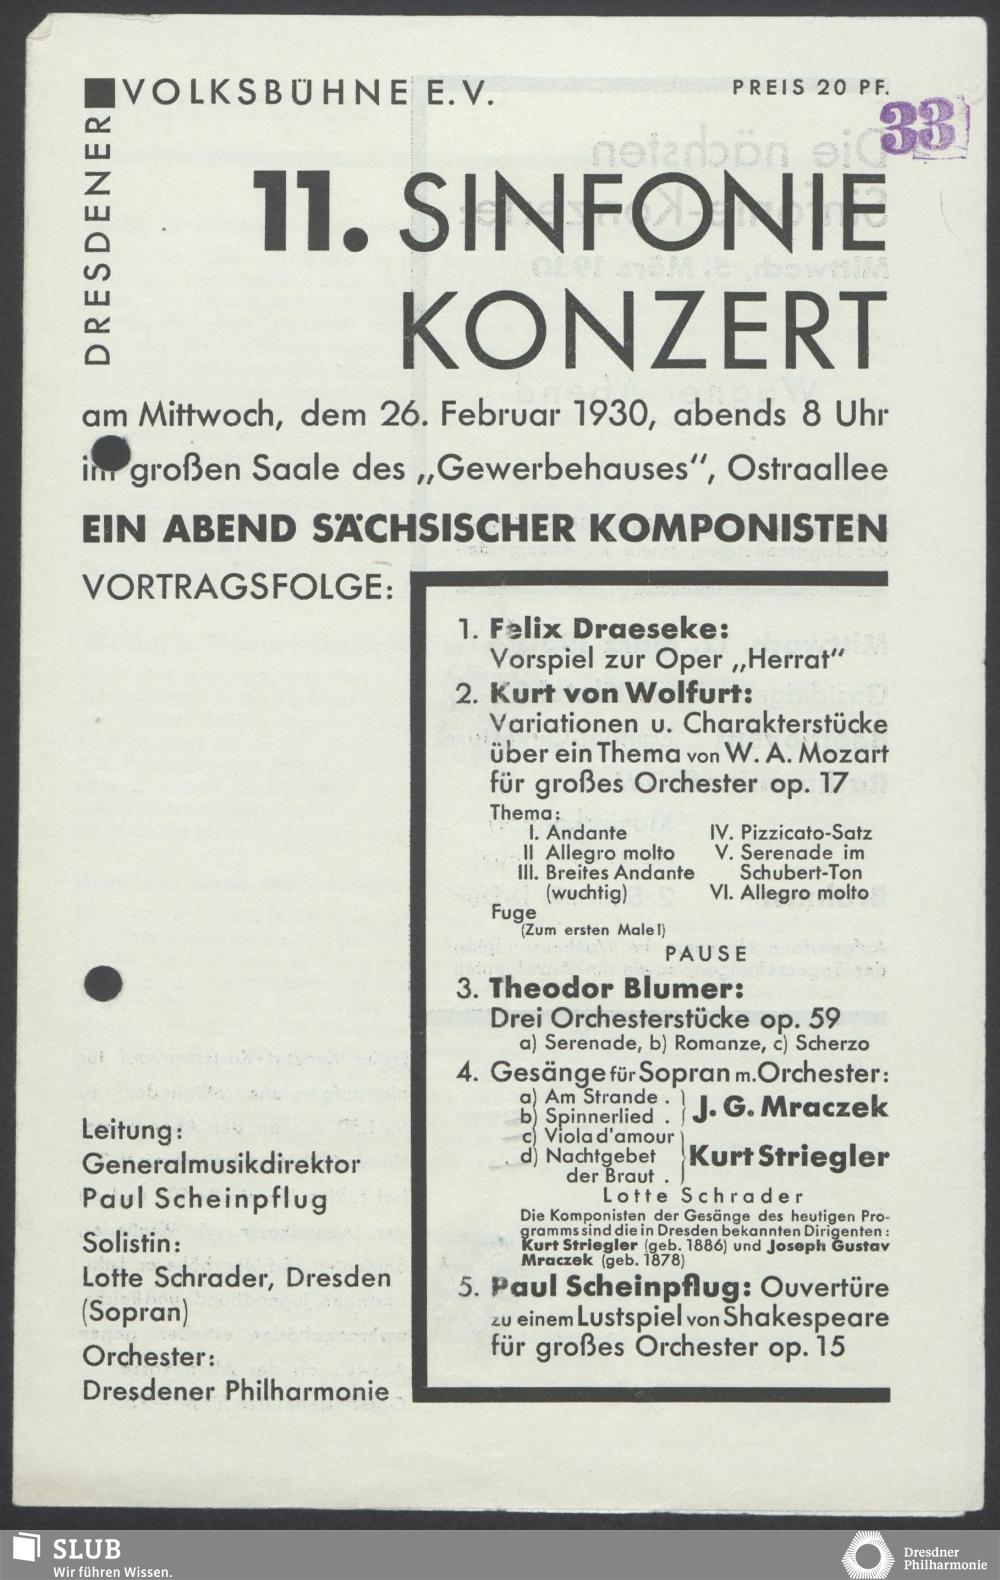 DRESDENER
VOLKSBÜHNE E.V.
PREIS 20 PF.
33
11. SINFONIE
KONZERT
am Mittwoch, dem 26. Februar 1930, abends 8 Uhr
im großen Saale des „Gewerbehauses“, Ostraallee
EIN ABEND SÄCHSISCHER KOMPONISTEN
VORTRAGSFOLGE:
1. Felix Draeseke:
Vorspiel zur Oper „Herrat“
2. Kurt von Wolfurt:
Variationen u. Charakterstücke
über ein Thema von W. A. Mozart
für großes Orchester op. 17
Thema:
I. Andante
II Allegro molto
III. Breites Andante
(wuchtig)
IV. Pizzicato-Satz
V. Serenade im
Schubert-Ton
VI. Allegro molto
Fuge
(Zum ersten Male!)
PAUSE
3. Theodor Blumer:
Drei Orchesterstücke op. 59
a) Serenade, b) Romanze, c) Scherzo
4. Gesänge für Sopran m. Orchester:
a) Am Strande .
b) Spinnerlied .
J. G. Mraczek
c) Viola d'amour
d) Nachtgebet
der Braut .
Kurt Striegler
Lotte Schrader
Die Komponisten der Gesänge des heutigen Pro-
gramms sind die in Dresden bekannten Dirigenten:
Kurt Striegler (geb. 1886) und Joseph Gustav
Mraczek (geb. 1878)
5. Paul Scheinpflug: Ouvertüre
zu einem Lustspiel von Shakespeare
für großes Orchester op. 15
Leitung:
Generalmusikdirektor
Paul Scheinpflug
Solistin:
Lotte Schrader, Dresden
(Sopran)
Orchester:
Dresdener Philharmonie
SLUB
Wir führen Wissen.
Dresdner
Philharmonie